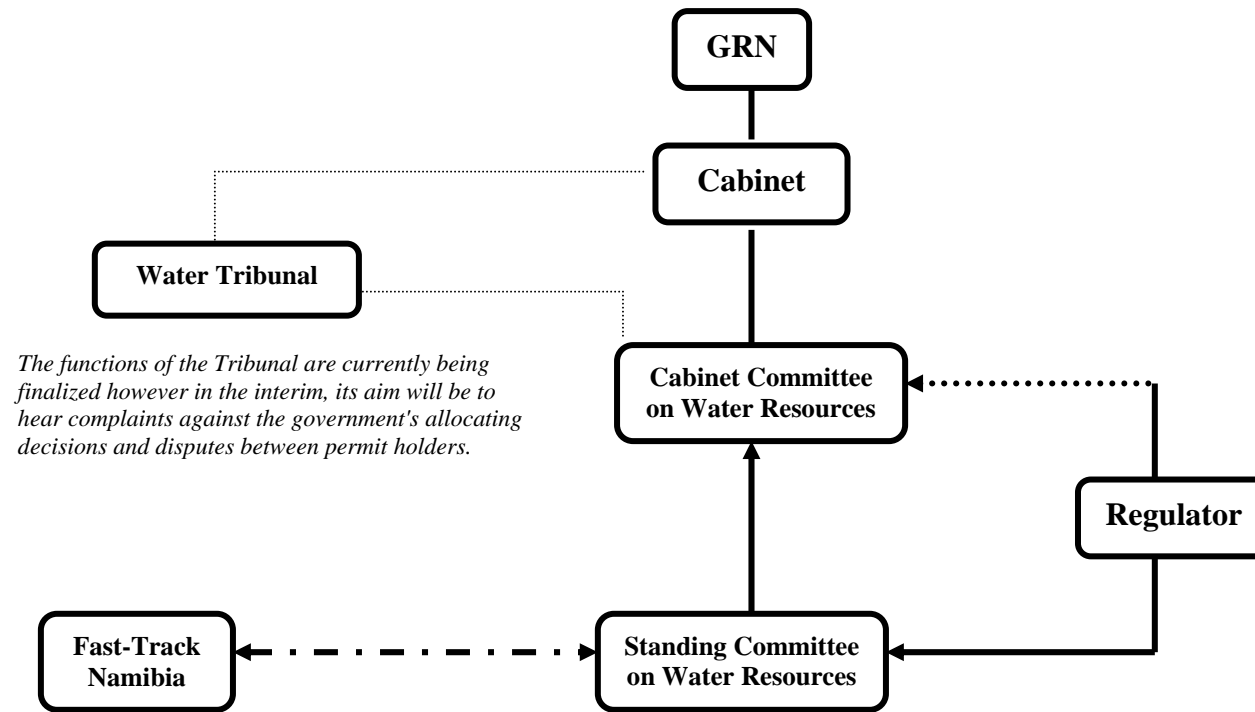 GRN
Cabinet
Water Tribunal
The functions of the Tribunal are currently being
finalized however in the interim, its aim will be to
hear complaints against the government's allocating
decisions and disputes between permit holders.
Cabinet Committee
on Water Resources
Regulator
Fast-Track
Namibia
Standing Committee
on Water Resources